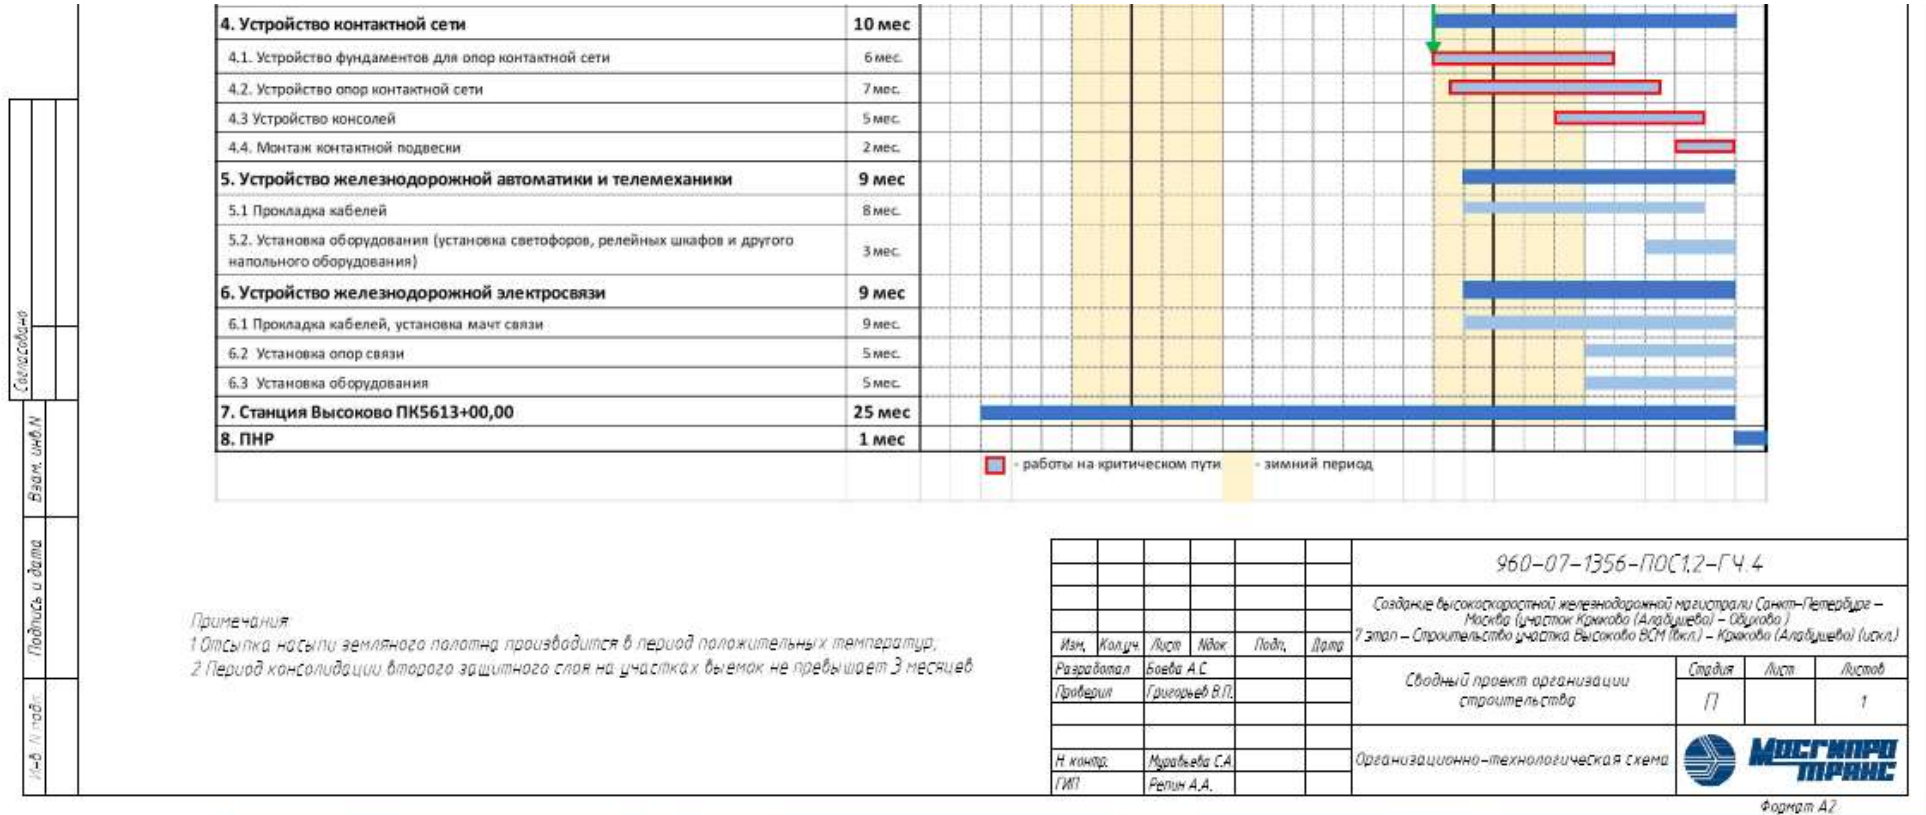 4. Устройство контактной сети 10 мес
4.1. Устройство фундаментов для опор контактной сети 6 мес.
4.2. Устройство опор контактной сети 7 мес.
4.3 Устройство консолей 5 мес.
4.4. Монтаж контактной подвески 2 мес.
5. Устройство железнодорожной автоматики и телемеханики 9 мес
5.1 Прокладка кабелей 8 мес.
5.2. Установка оборудования (установка светофоров, релейных шкафов и другого
напольного оборудования) 3 мес.
6. Устройство железнодорожной электросвязи 9 мес
6.1 Прокладка кабелей, установка мачт связи 9 мес.
6.2 Установка опор связи 5 мес.
6.3 Установка оборудования 5 мес.
7. Станция Высоково ПК5613+00,00 25 мес
8. ПНР 1 мес
- работы на критическом пути - зимний период
Согласовано
Взам. инв.N
Подпись и дата
Инв. N подл.
Примечания
1 Отсыпка насыпи земляного полотна производится в период положительных температур;
2 Период консолидации второго защитного слоя на участках выемок не превышает 3 месяцев
960-07-1356-ПОС1.2-ГЧ.4
Создание высокоскоростной железнодорожной магистрали Санкт-Петербург -
Москва (участок Крюково (Алабушево) - Обухово )
7 этап - Строительство участка Высоково ВСМ (вкл.) - Крюково (Алабушево) (искл.)
Изм. Кол.уч. Лист Nдок Подп. Дата
Разработал Боева А.С.
Проверил Григорьев В.П.
Н. контр. Муравьева С.А.
ГИП Репин А.А.
Сводный проект организации
строительства
Стадия Лист Листов
П 1
Организационно-технологическая схема
Мосгипро
транс
Формат А2